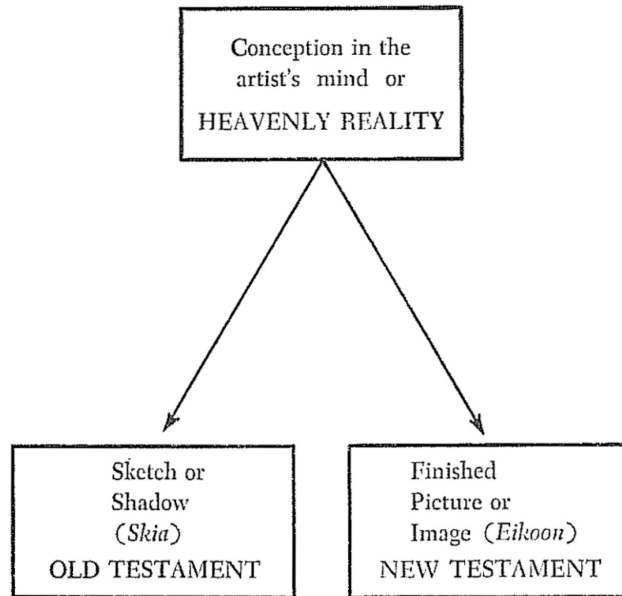 Conception in the
artist's mind or
HEAVENLY REALITY
Sketch or
Shadow
(Skia)
OLD TESTAMENT
Finished
Picture or
Image (Eikoon)
NEW TESTAMENT